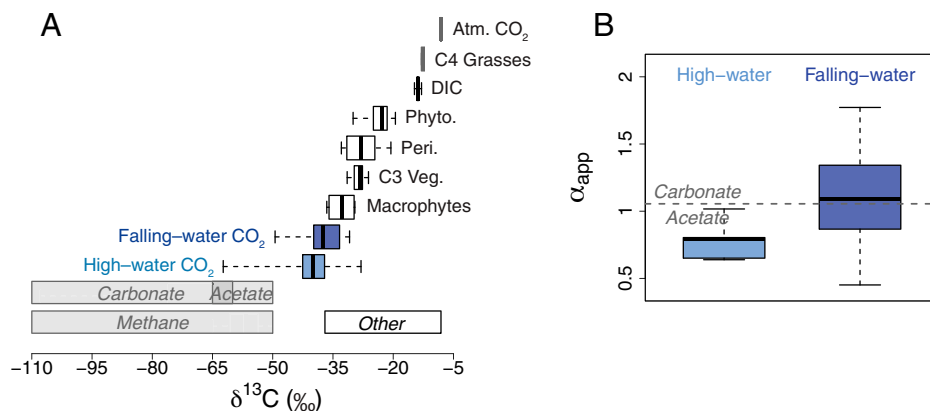 A
Atm. CO₂
C4 Grasses
DIC
Phyto.
Peri.
C3 Veg.
Macrophytes
Falling–water CO₂
High–water CO₂
Carbonate Acetate
Methane Other
−110 −95 −80 −65 −50 −35 −20 −5
δ¹³C (‰)
B
High–water Falling–water
2
1.5
1
0.5
αapp
Carbonate
Acetate